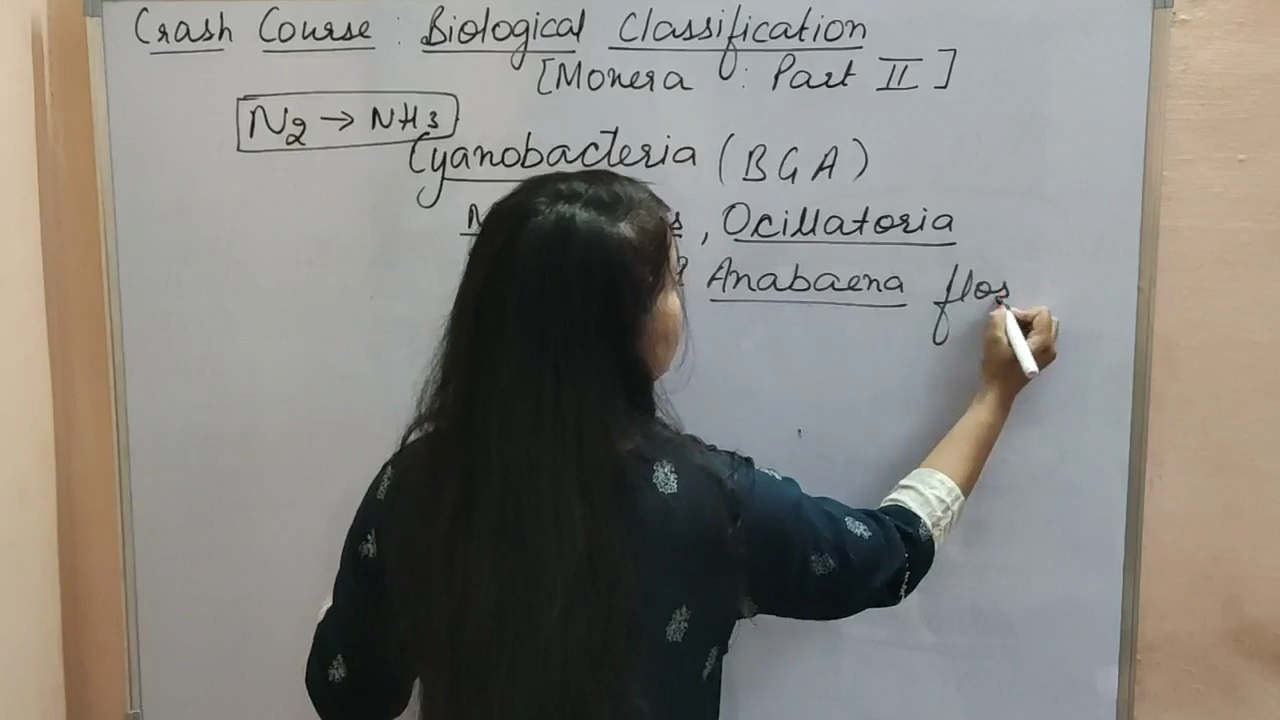 Crash Course : Biological Classification
[Monera : Part II]
N2 → NH3
Cyanobacteria (BGA)
, Ocillatoria
Anabaena flos